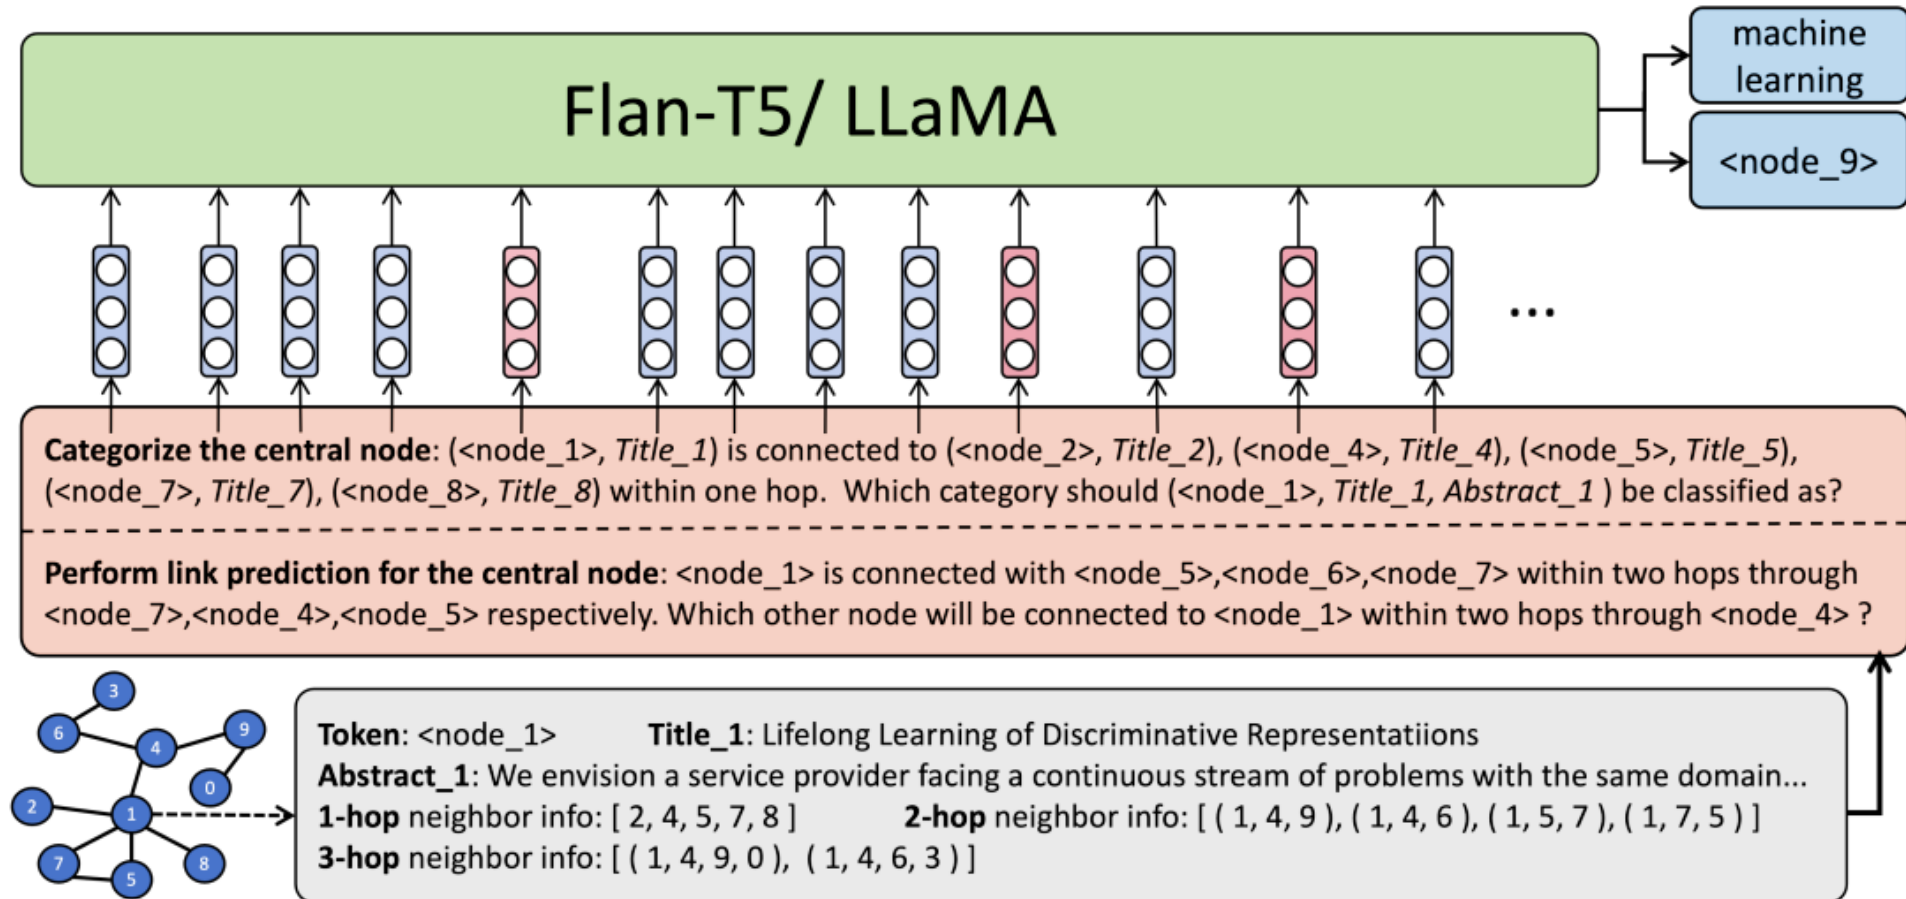 Flan-T5/ LLaMA
machine
learning
<node_9>
...
Categorize the central node: (<node_1>, Title_1) is connected to (<node_2>, Title_2), (<node_4>, Title_4), (<node_5>, Title_5),
(<node_7>, Title_7), (<node_8>, Title_8) within one hop.  Which category should (<node_1>, Title_1, Abstract_1 ) be classified as?
Perform link prediction for the central node: <node_1> is connected with <node_5>,<node_6>,<node_7> within two hops through
<node_7>,<node_4>,<node_5> respectively. Which other node will be connected to <node_1> within two hops through <node_4> ?
3
6
4
9
0
2
1
7
5
8
Token: <node_1> Title_1: Lifelong Learning of Discriminative Representatiions
Abstract_1: We envision a service provider facing a continuous stream of problems with the same domain...
1-hop neighbor info: [ 2, 4, 5, 7, 8 ] 2-hop neighbor info: [ ( 1, 4, 9 ), ( 1, 4, 6 ), ( 1, 5, 7 ), ( 1, 7, 5 ) ]
3-hop neighbor info: [ ( 1, 4, 9, 0 ),  ( 1, 4, 6, 3 ) ]